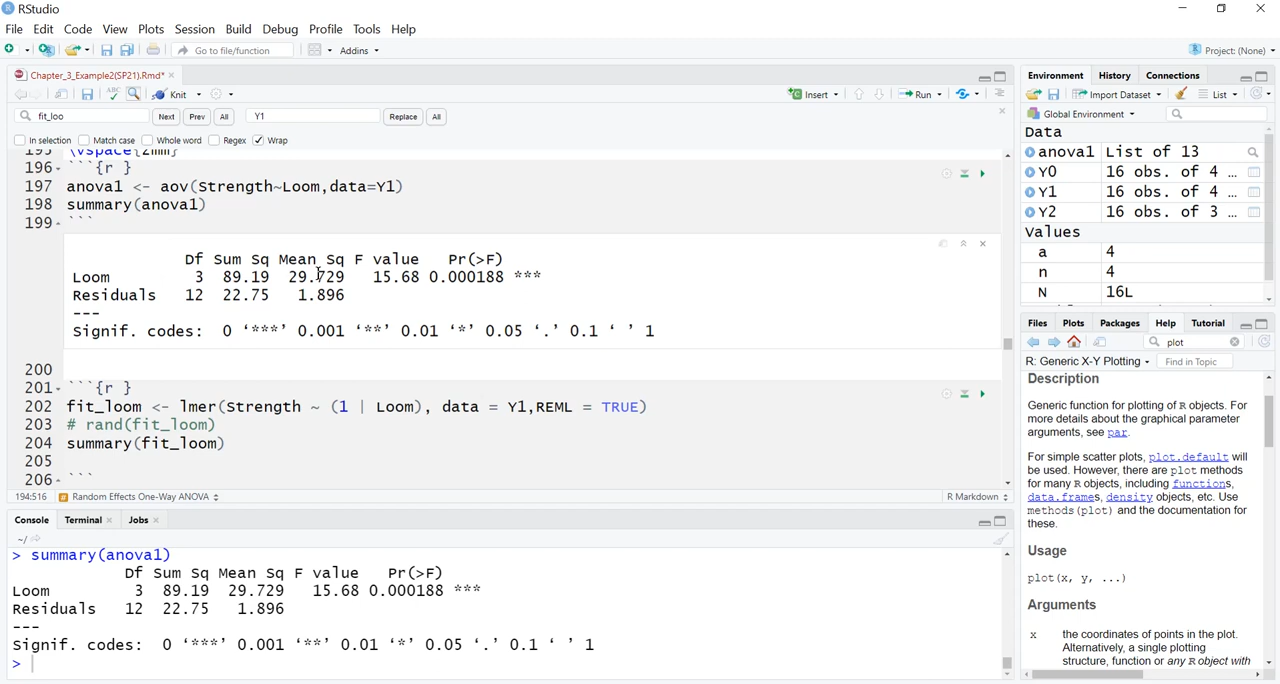 RStudio
File Edit Code View Plots Session Build Debug Profile Tools Help
Go to file/function Addins Project: (None)
Chapter_3_Example2(SP21).Rmd*
ABC Knit Insert Run
fit_loo Next Prev All Y1 Replace All
In selection Match case Whole word Regex Wrap
195 \vspace{2mm}
196 ```{r }
197 anova1 <- aov(Strength~Loom,data=Y1)
198 summary(anova1)
199 ```
Df Sum Sq Mean Sq F value Pr(>F)
Loom 3 89.19 29.729 15.68 0.000188 ***
Residuals 12 22.75 1.896
---
Signif. codes: 0 ‘***’ 0.001 ‘**’ 0.01 ‘*’ 0.05 ‘.’ 0.1 ‘ ’ 1
200
201 ```{r }
202 fit_loom <- lmer(Strength ~ (1 | Loom), data = Y1,REML = TRUE)
203 # rand(fit_loom)
204 summary(fit_loom)
205
206 ```
194:516 # Random Effects One-Way ANOVA R Markdown
Console Terminal Jobs
~/
> summary(anova1)
Df Sum Sq Mean Sq F value Pr(>F)
Loom 3 89.19 29.729 15.68 0.000188 ***
Residuals 12 22.75 1.896
---
Signif. codes: 0 ‘***’ 0.001 ‘**’ 0.01 ‘*’ 0.05 ‘.’ 0.1 ‘ ’ 1
>
Environment History Connections
Import Dataset List
Global Environment
Data
anova1 List of 13
Y0 16 obs. of 4 ...
Y1 16 obs. of 4 ...
Y2 16 obs. of 3 ...
Values
a 4
n 4
N 16L
Files Plots Packages Help Tutorial
plot
R: Generic X-Y Plotting Find in Topic
Description
Generic function for plotting of R objects. For
more details about the graphical parameter
arguments, see par.
For simple scatter plots, plot.default will
be used. However, there are plot methods
for many R objects, including functions,
data.frames, density objects, etc. Use
methods(plot) and the documentation for
these.
Usage
plot(x, y, ...)
Arguments
x the coordinates of points in the plot.
Alternatively, a single plotting
structure, function or any R object with